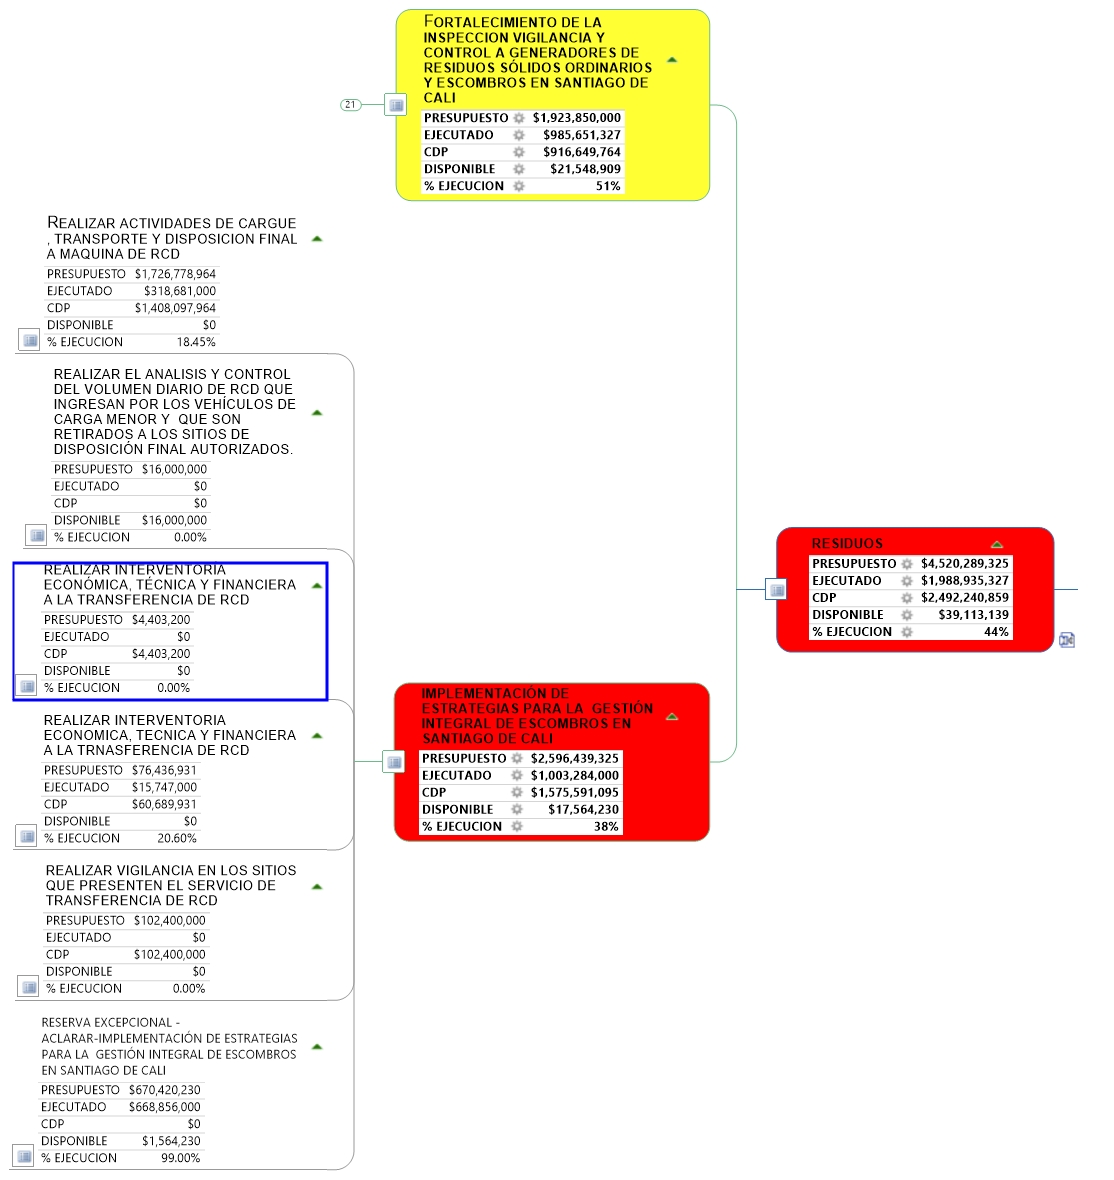 FORTALECIMIENTO DE LA
INSPECCION VIGILANCIA Y
CONTROL A GENERADORES DE
RESIDUOS SÓLIDOS ORDINARIOS
Y ESCOMBROS EN SANTIAGO DE
CALI
21
PRESUPUESTO $1,923,850,000
EJECUTADO $985,651,327
CDP $916,649,764
DISPONIBLE $21,548,909
% EJECUCION 51%
REALIZAR ACTIVIDADES DE CARGUE
, TRANSPORTE Y DISPOSICION FINAL
A MAQUINA DE RCD
PRESUPUESTO $1,726,778,964
EJECUTADO $318,681,000
CDP $1,408,097,964
DISPONIBLE $0
% EJECUCION 18.45%
REALIZAR EL ANALISIS Y CONTROL
DEL VOLUMEN DIARIO DE RCD QUE
INGRESAN POR LOS VEHÍCULOS DE
CARGA MENOR Y QUE SON
RETIRADOS A LOS SITIOS DE
DISPOSICIÓN FINAL AUTORIZADOS.
PRESUPUESTO $16,000,000
EJECUTADO $0
CDP $0
DISPONIBLE $16,000,000
% EJECUCION 0.00%
REALIZAR INTERVENTORÍA
ECONÓMICA, TÉCNICA Y FINANCIERA
A LA TRANSFERENCIA DE RCD
PRESUPUESTO $4,403,200
EJECUTADO $0
CDP $4,403,200
DISPONIBLE $0
% EJECUCION 0.00%
REALIZAR INTERVENTORIA
ECONOMICA, TECNICA Y FINANCIERA
A LA TRNASFERENCIA DE RCD
PRESUPUESTO $76,436,931
EJECUTADO $15,747,000
CDP $60,689,931
DISPONIBLE $0
% EJECUCION 20.60%
REALIZAR VIGILANCIA EN LOS SITIOS
QUE PRESENTEN EL SERVICIO DE
TRANSFERENCIA DE RCD
PRESUPUESTO $102,400,000
EJECUTADO $0
CDP $102,400,000
DISPONIBLE $0
% EJECUCION 0.00%
RESERVA EXCEPCIONAL -
ACLARAR-IMPLEMENTACIÓN DE ESTRATEGIAS
PARA LA GESTIÓN INTEGRAL DE ESCOMBROS
EN SANTIAGO DE CALI
PRESUPUESTO $670,420,230
EJECUTADO $668,856,000
CDP $0
DISPONIBLE $1,564,230
% EJECUCION 99.00%
IMPLEMENTACIÓN DE
ESTRATEGIAS PARA LA GESTIÓN
INTEGRAL DE ESCOMBROS EN
SANTIAGO DE CALI
PRESUPUESTO $2,596,439,325
EJECUTADO $1,003,284,000
CDP $1,575,591,095
DISPONIBLE $17,564,230
% EJECUCION 38%
RESIDUOS
PRESUPUESTO $4,520,289,325
EJECUTADO $1,988,935,327
CDP $2,492,240,859
DISPONIBLE $39,113,139
% EJECUCION 44%